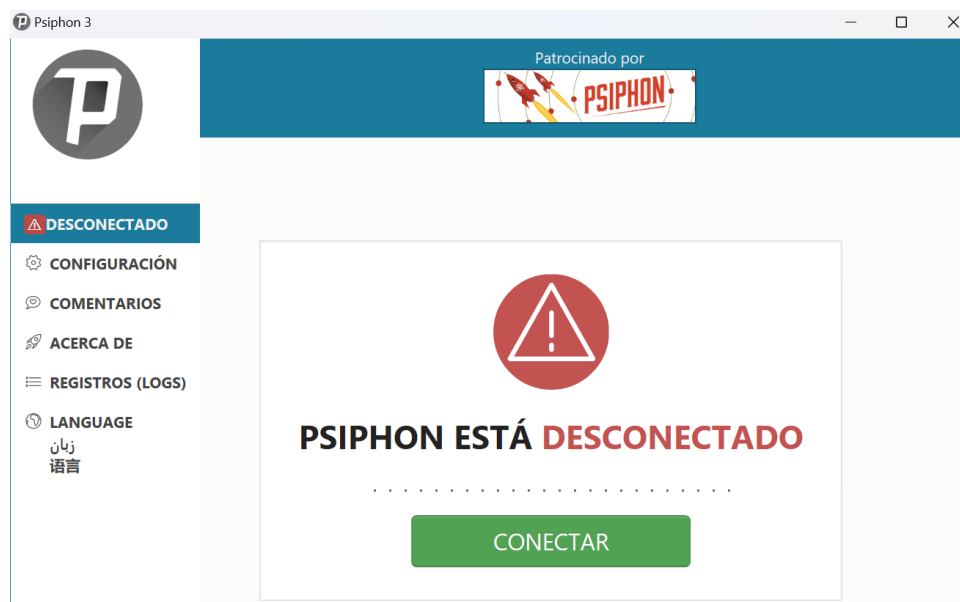 Psiphon 3
Patrocinado por
PSIPHON
DESCONECTADO
CONFIGURACIÓN
COMENTARIOS
ACERCA DE
REGISTROS (LOGS)
LANGUAGE
زبان
语言
PSIPHON ESTÁ DESCONECTADO
CONECTAR